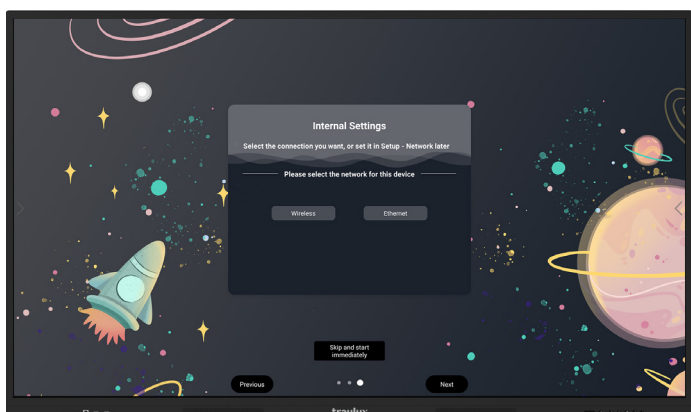 Internal Settings
Select the connection you want, or set it in Setup - Network later
Please select the network for this device
Wireless
Ethernet
Skip and start
immediately
Previous
Next